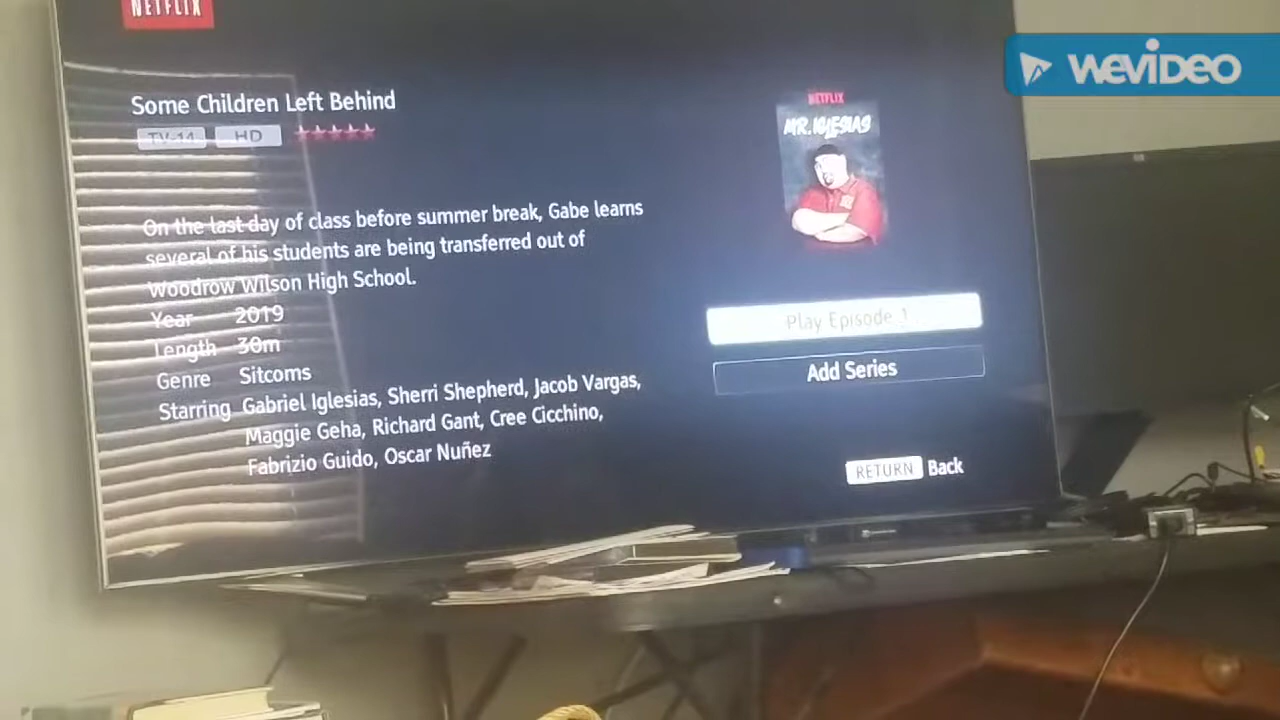 NETFLIX
WEVIDEO
Some Children Left Behind
TV-14 HD
NETFLIX
MR. IGLESIAS
On the last day of class before summer break, Gabe learns
several of his students are being transferred out of
Woodrow Wilson High School.
Year 2019
Length 30m
Genre Sitcoms
Starring Gabriel Iglesias, Sherri Shepherd, Jacob Vargas,
Maggie Geha, Richard Gant, Cree Cicchino,
Fabrizio Guido, Oscar Nuñez
Play Episode 1
Add Series
RETURN Back